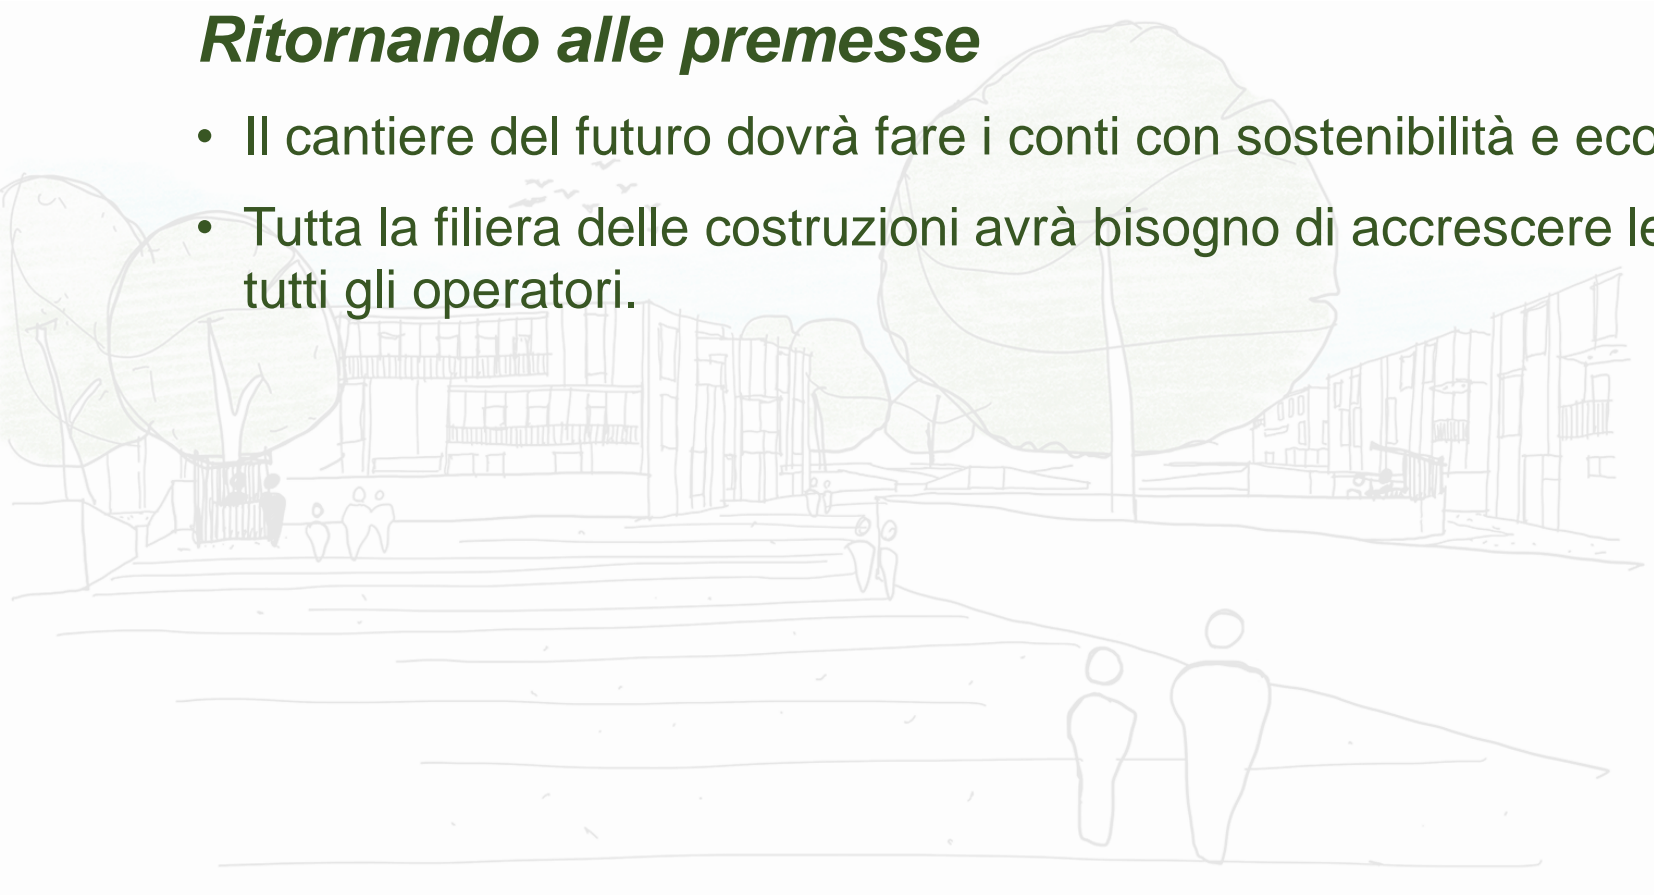 Ritornando alle premesse
• Il cantiere del futuro dovrà fare i conti con sostenibilità e eco
• Tutta la filiera delle costruzioni avrà bisogno di accrescere le
tutti gli operatori.